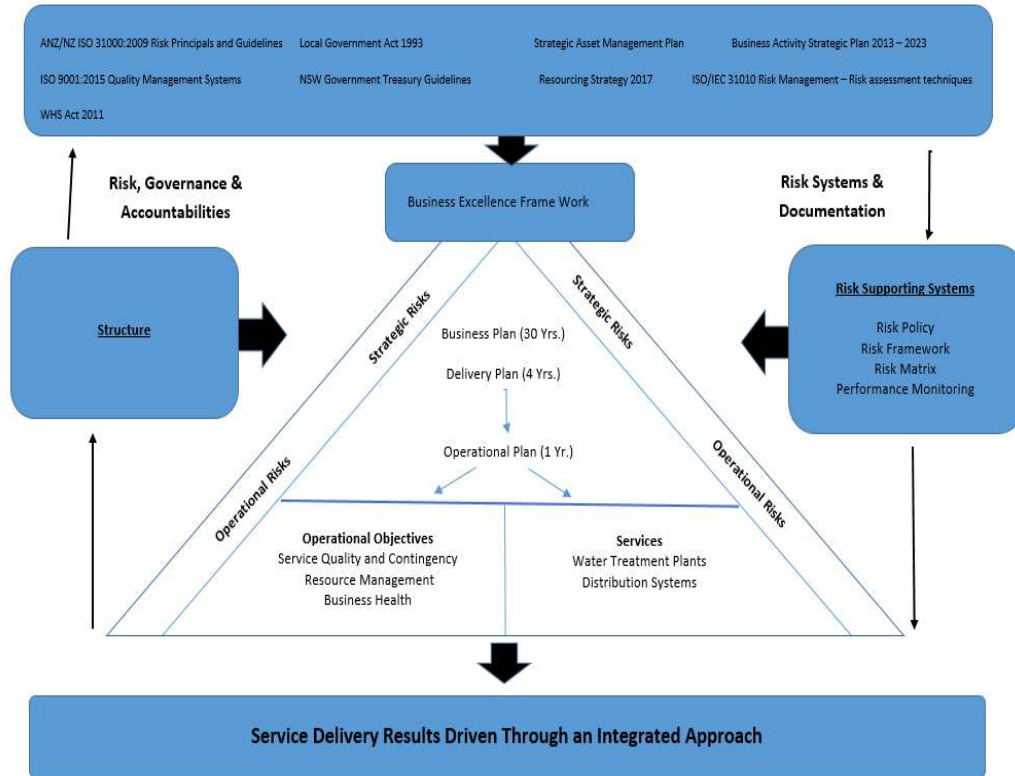 ANZ/NZ ISO 31000:2009 Risk Principals and Guidelines Local Government Act 1993 Strategic Asset Management Plan Business Activity Strategic Plan 2013 – 2023
ISO 9001:2015 Quality Management Systems NSW Government Treasury Guidelines Resourcing Strategy 2017 ISO/IEC 31010 Risk Management – Risk assessment techniques
WHS Act 2011
Risk, Governance &
Accountabilities
Business Excellence Frame Work
Risk Systems &
Documentation
Structure
Strategic Risks
Operational Risks
Business Plan (30 Yrs.)
Delivery Plan (4 Yrs.)
Operational Plan (1 Yr.)
Strategic Risks
Operational Risks
Risk Supporting Systems
Risk Policy
Risk Framework
Risk Matrix
Performance Monitoring
Operational Objectives
Service Quality and Contingency
Resource Management
Business Health
Services
Water Treatment Plants
Distribution Systems
Service Delivery Results Driven Through an Integrated Approach